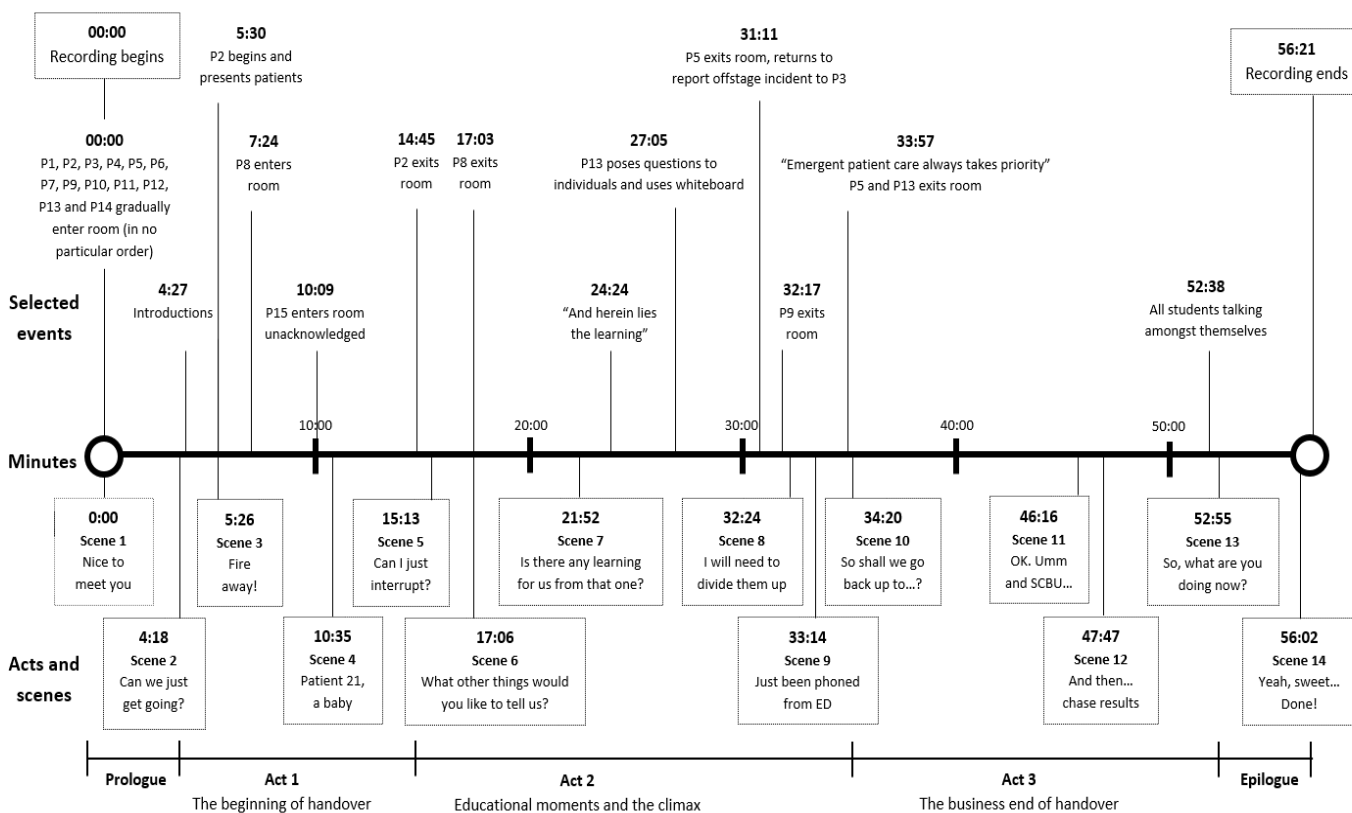 00:00
Recording begins
5:30
P2 begins and
presents patients
31:11
P5 exits room, returns to
report offstage incident to P3
56:21
Recording ends
00:00
P1, P2, P3, P4, P5, P6,
P7, P9, P10, P11, P12,
P13 and P14 gradually
enter room (in no
particular order)
7:24
P8 enters
room
14:45
P2 exits
room
17:03
P8 exits
room
27:05
P13 poses questions to
individuals and uses whiteboard
33:57
“Emergent patient care always takes priority”
P5 and P13 exits room
Selected
events
4:27
Introductions
10:09
P15 enters room
unacknowledged
24:24
“And herein lies
the learning”
32:17
P9 exits
room
52:38
All students talking
amongst themselves
Minutes
10:00
20:00
30:00
40:00
50:00
0:00
Scene 1
Nice to
meet you
5:26
Scene 3
Fire
away!
15:13
Scene 5
Can I just
interrupt?
21:52
Scene 7
Is there any learning
for us from that one?
32:24
Scene 8
I will need to
divide them up
34:20
Scene 10
So shall we go
back up to...?
46:16
Scene 11
OK. Umm
and SCBU...
52:55
Scene 13
So, what are you
doing now?
Acts and
scenes
4:18
Scene 2
Can we just
get going?
10:35
Scene 4
Patient 21,
a baby
17:06
Scene 6
What other things would
you like to tell us?
33:14
Scene 9
Just been phoned
from ED
47:47
Scene 12
And then...
chase results
56:02
Scene 14
Yeah, sweet...
Done!
Prologue
Act 1
The beginning of handover
Act 2
Educational moments and the climax
Act 3
The business end of handover
Epilogue